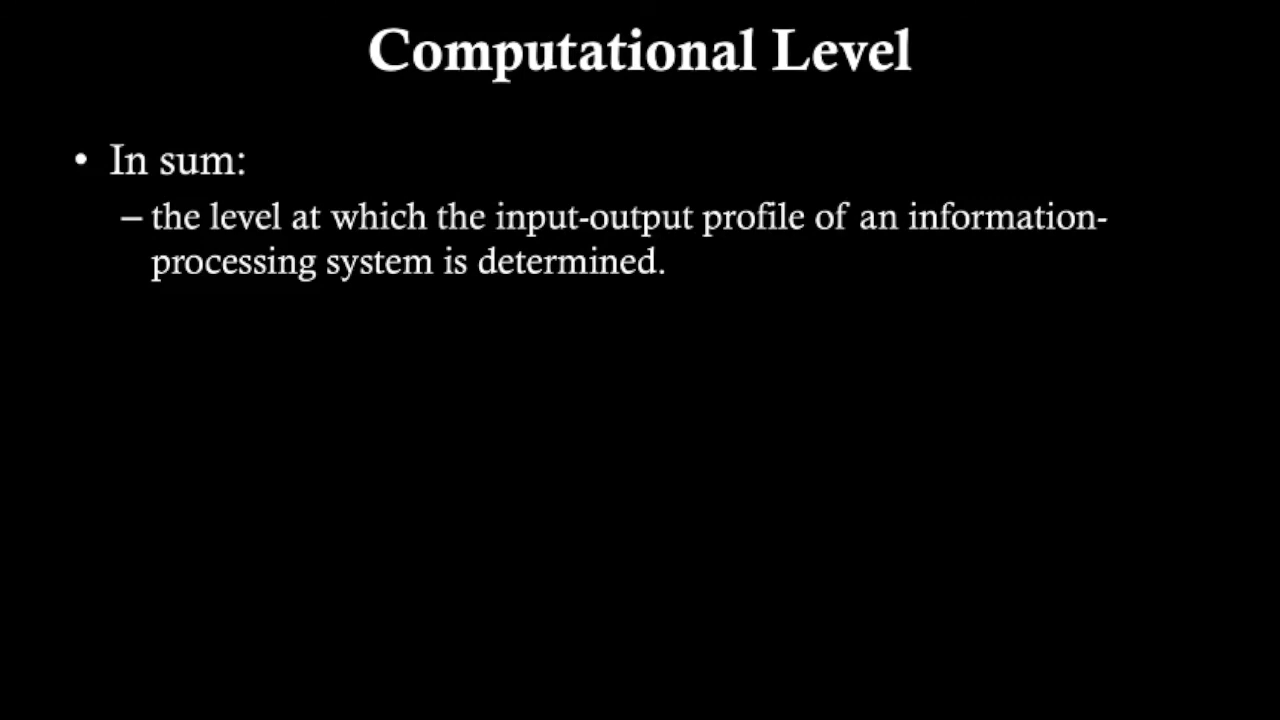 Computational Level
• In sum:
– the level at which the input-output profile of an information-
processing system is determined.